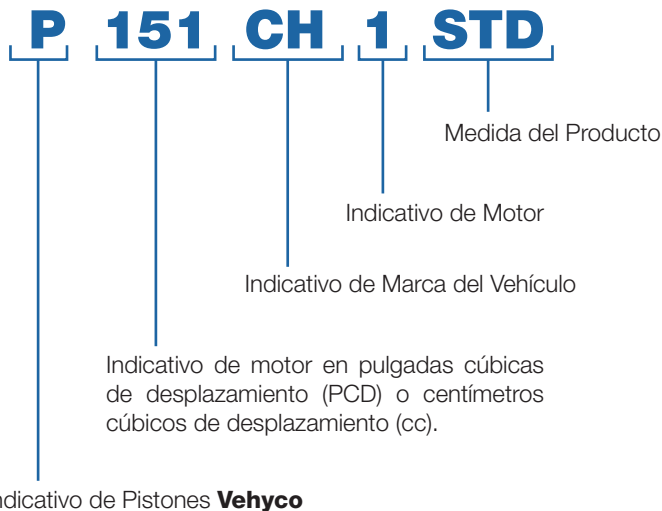 P 151 CH 1 STD
Medida del Producto
Indicativo de Motor
Indicativo de Marca del Vehículo
Indicativo de motor en pulgadas cúbicas
de desplazamiento (PCD) o centímetros
cúbicos de desplazamiento (cc).
ndicativo de Pistones Vehyco